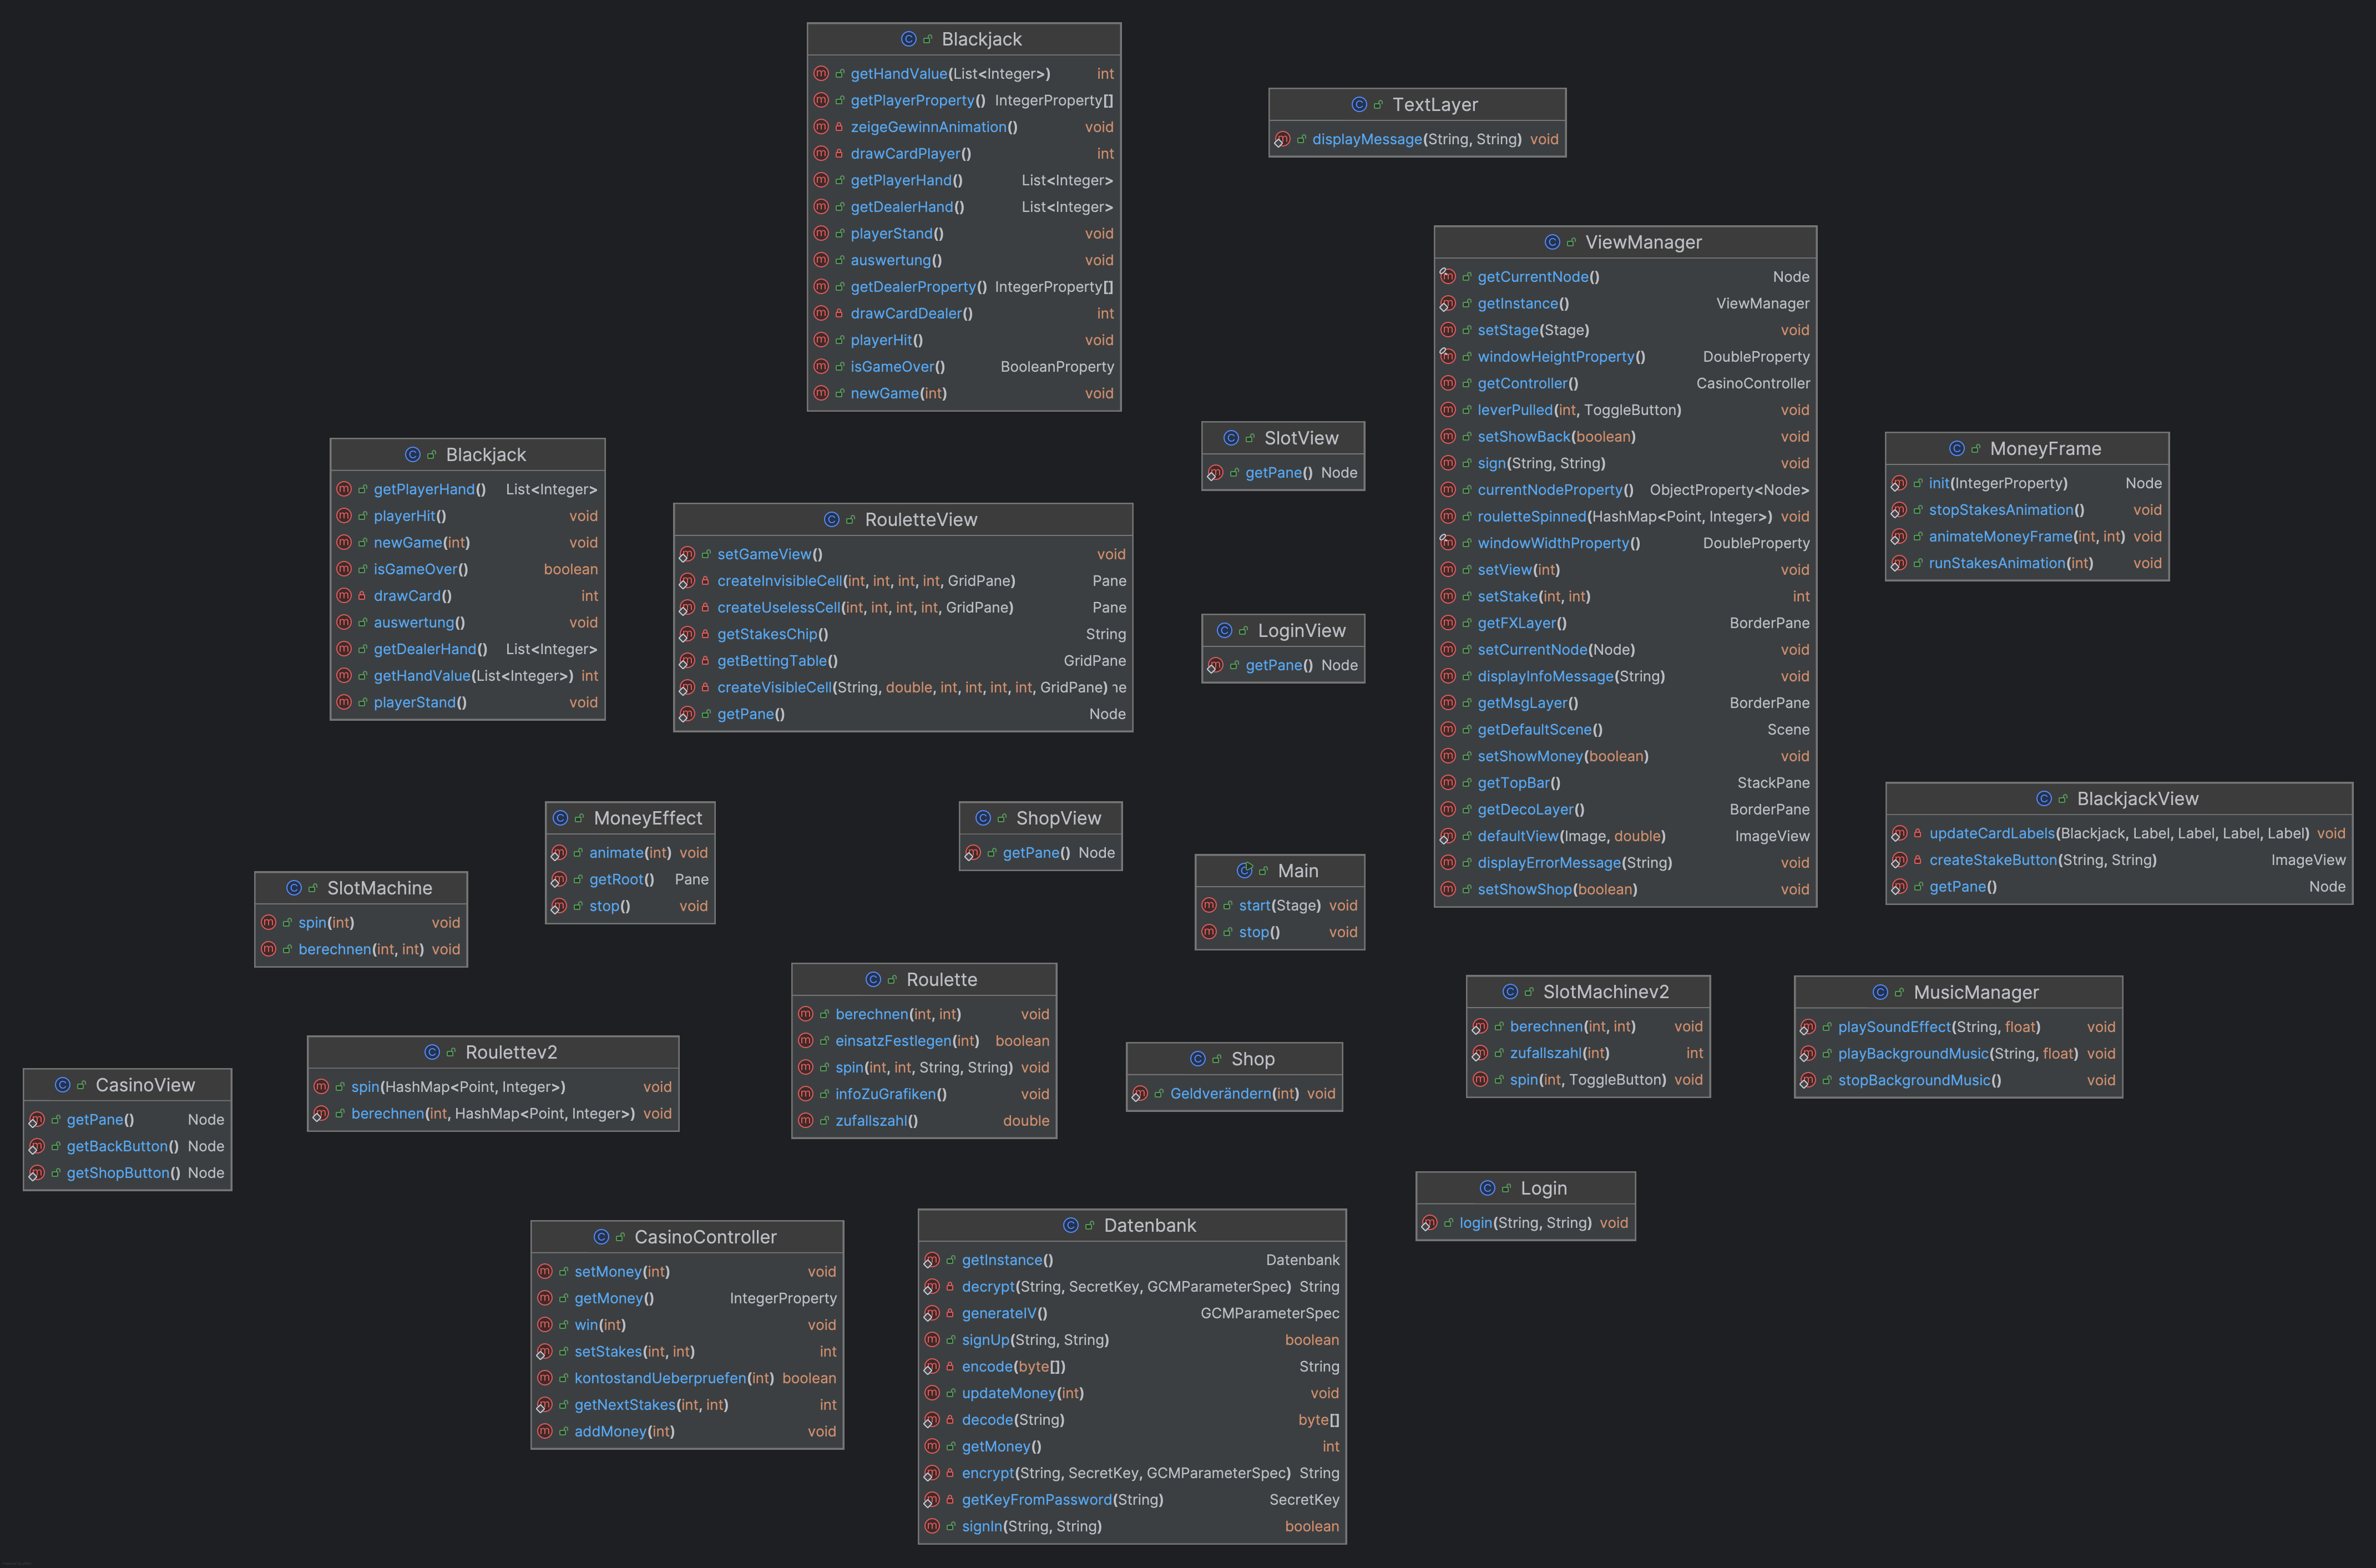 Blackjack
getHandValue(List<Integer>) int
getPlayerProperty() IntegerProperty[]
zeigeGewinnAnimation() void
drawCardPlayer() int
getPlayerHand() List<Integer>
getDealerHand() List<Integer>
playerStand() void
auswertung() void
getDealerProperty() IntegerProperty[]
drawCardDealer() int
playerHit() void
isGameOver() BooleanProperty
newGame(int) void
TextLayer
displayMessage(String, String) void
ViewManager
getCurrentNode() Node
getInstance() ViewManager
setStage(Stage) void
windowHeightProperty() DoubleProperty
getController() CasinoController
leverPulled(int, ToggleButton) void
setShowBack(boolean) void
sign(String, String) void
currentNodeProperty() ObjectProperty<Node>
rouletteSpinned(HashMap<Point, Integer>) void
windowWidthProperty() DoubleProperty
setView(int) void
setStake(int, int) int
getFXLayer() BorderPane
setCurrentNode(Node) void
displayInfoMessage(String) void
getMsgLayer() BorderPane
getDefaultScene() Scene
setShowMoney(boolean) void
getTopBar() StackPane
getDecoLayer() BorderPane
defaultView(Image, double) ImageView
displayErrorMessage(String) void
setShowShop(boolean) void
SlotView
getPane() Node
MoneyFrame
init(IntegerProperty) Node
stopStakesAnimation() void
animateMoneyFrame(int, int) void
runStakesAnimation(int) void
Blackjack
getPlayerHand() List<Integer>
playerHit() void
newGame(int) void
isGameOver() boolean
drawCard() int
auswertung() void
getDealerHand() List<Integer>
getHandValue(List<Integer>) int
playerStand() void
RouletteView
setGameView() void
createInvisibleCell(int, int, int, int, GridPane) Pane
createUselessCell(int, int, int, int, GridPane) Pane
getStakesChip() String
getBettingTable() GridPane
createVisibleCell(String, double, int, int, int, int, GridPane)
getPane() Node
LoginView
getPane() Node
BlackjackView
updateCardLabels(Blackjack, Label, Label, Label, Label) void
createStakeButton(String, String) ImageView
getPane() Node
MoneyEffect
animate(int) void
getRoot() Pane
stop() void
ShopView
getPane() Node
Main
start(Stage) void
stop() void
SlotMachine
spin(int) void
berechnen(int, int) void
Roulette
berechnen(int, int) void
einsatzFestlegen(int) boolean
spin(int, int, String, String) void
infoZuGrafiken() void
zufallszahl() double
SlotMachinev2
berechnen(int, int) void
zufallszahl(int) int
spin(int, ToggleButton) void
MusicManager
playSoundEffect(String, float) void
playBackgroundMusic(String, float) void
stopBackgroundMusic() void
Roulettev2
spin(HashMap<Point, Integer>) void
berechnen(int, HashMap<Point, Integer>) void
Shop
Geldverändern(int) void
CasinoView
getPane() Node
getBackButton() Node
getShopButton() Node
Login
login(String, String) void
CasinoController
setMoney(int) void
getMoney() IntegerProperty
win(int) void
setStakes(int, int) int
kontostandUeberpruefen(int) boolean
getNextStakes(int, int) int
addMoney(int) void
Datenbank
getInstance() Datenbank
decrypt(String, SecretKey, GCMParameterSpec) String
generateIV() GCMParameterSpec
signUp(String, String) boolean
encode(byte[]) String
updateMoney(int) void
decode(String) byte[]
getMoney() int
encrypt(String, SecretKey, GCMParameterSpec) String
getKeyFromPassword(String) SecretKey
signIn(String, String) boolean